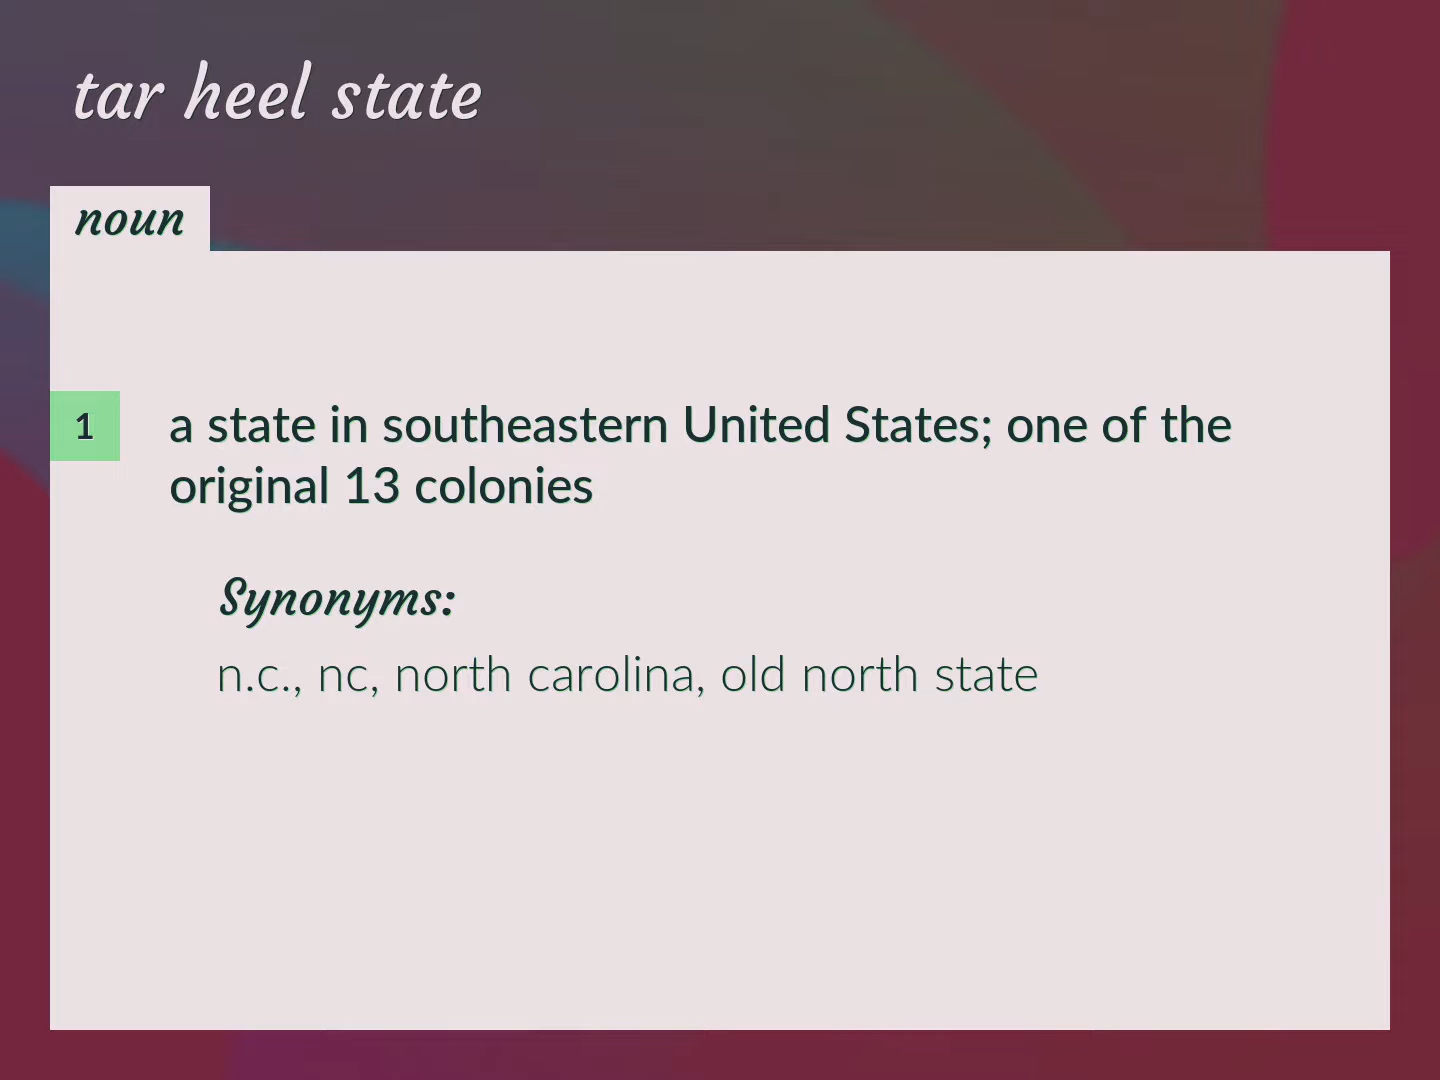 tar heel state
noun
1
a state in southeastern United States; one of the
original 13 colonies
Synonyms:
n.c., nc, north carolina, old north state